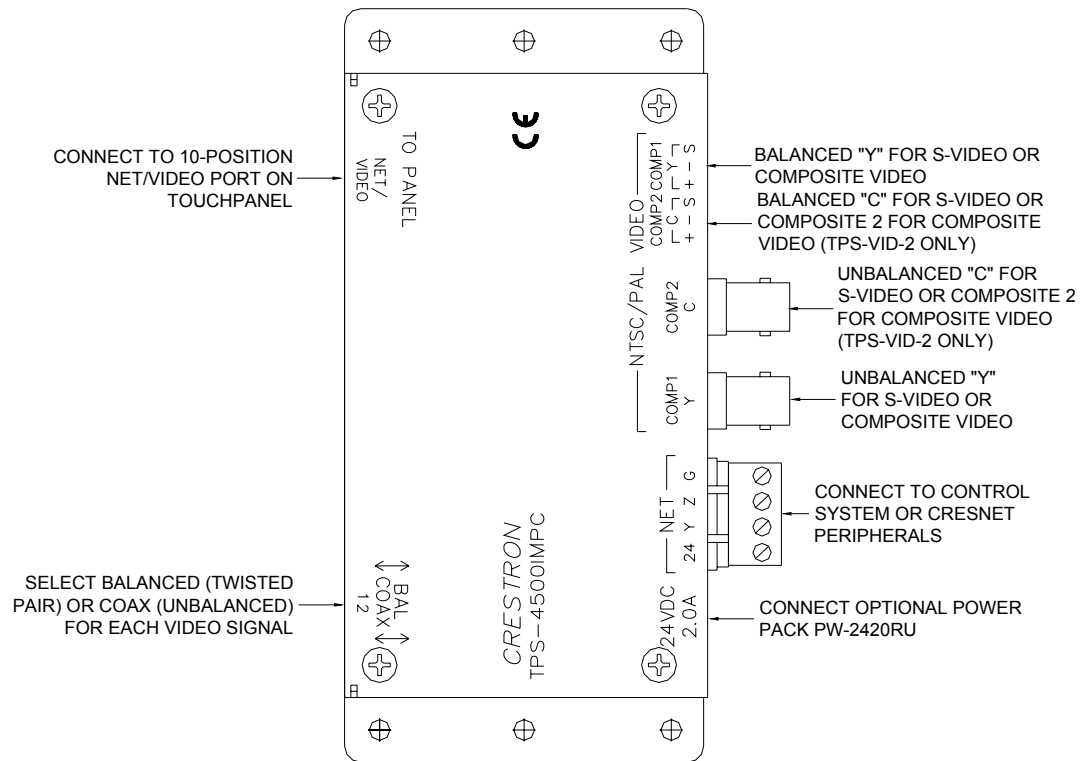 CONNECT TO 10-POSITION
NET/VIDEO PORT ON
TOUCHPANEL
SELECT BALANCED (TWISTED
PAIR) OR COAX (UNBALANCED)
FOR EACH VIDEO SIGNAL
TO PANEL
NET/
VIDEO
BAL
COAX
1 2
CE
CRESTRON
TPS-4500IMPC
NTSC/PAL VIDEO
COMP2 COMP1
C Y
+ - S + - S
COMP2
C
COMP1
Y
NET
24 Y Z G
24VDC
2.0A
BALANCED "Y" FOR S-VIDEO OR
COMPOSITE VIDEO
BALANCED "C" FOR S-VIDEO OR
COMPOSITE 2 FOR COMPOSITE
VIDEO (TPS-VID-2 ONLY)
UNBALANCED "C" FOR
S-VIDEO OR COMPOSITE 2
FOR COMPOSITE VIDEO
(TPS-VID-2 ONLY)
UNBALANCED "Y"
FOR S-VIDEO OR
COMPOSITE VIDEO
CONNECT TO CONTROL
SYSTEM OR CRESNET
PERIPHERALS
CONNECT OPTIONAL POWER
PACK PW-2420RU